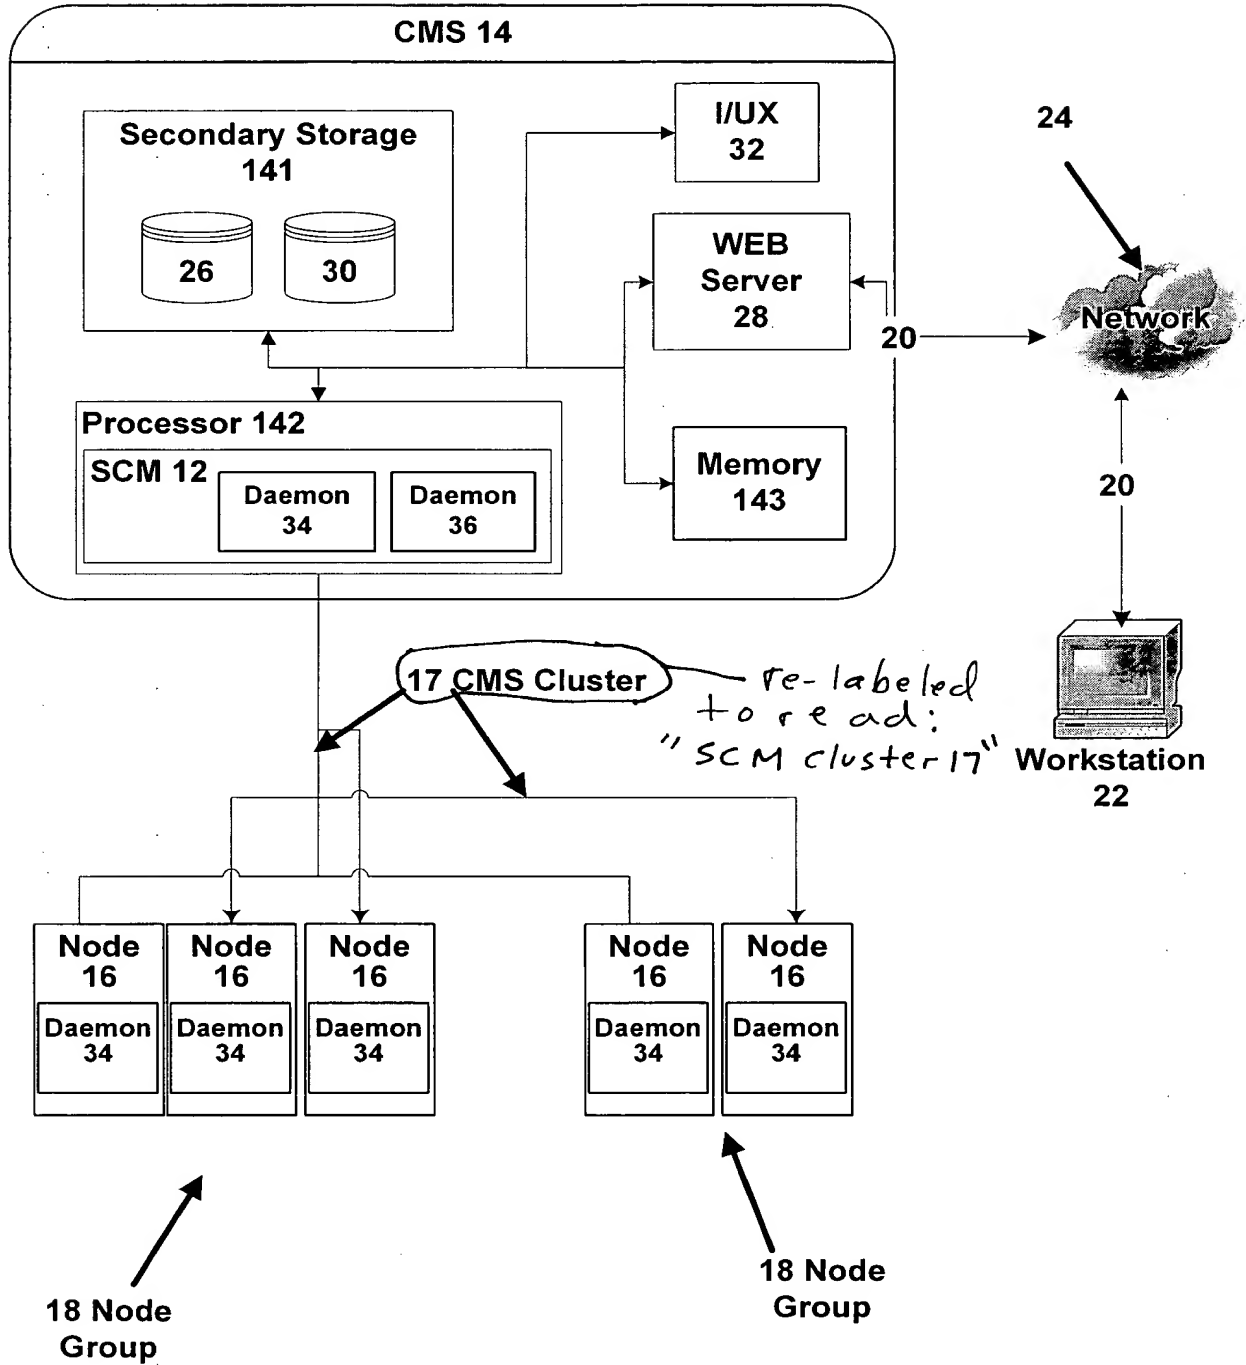 CMS 14
Secondary Storage
141
26
30
I/UX
32
WEB
Server
28
24
Network
20
Processor 142
SCM 12
Daemon
34
Daemon
36
Memory
143
20
17 CMS Cluster
re-labeled
to read:
"SCM cluster 17"
Workstation
22
Node
16
Daemon
34
Node
16
Daemon
34
Node
16
Daemon
34
Node
16
Daemon
34
Node
16
Daemon
34
18 Node
Group
18 Node
Group